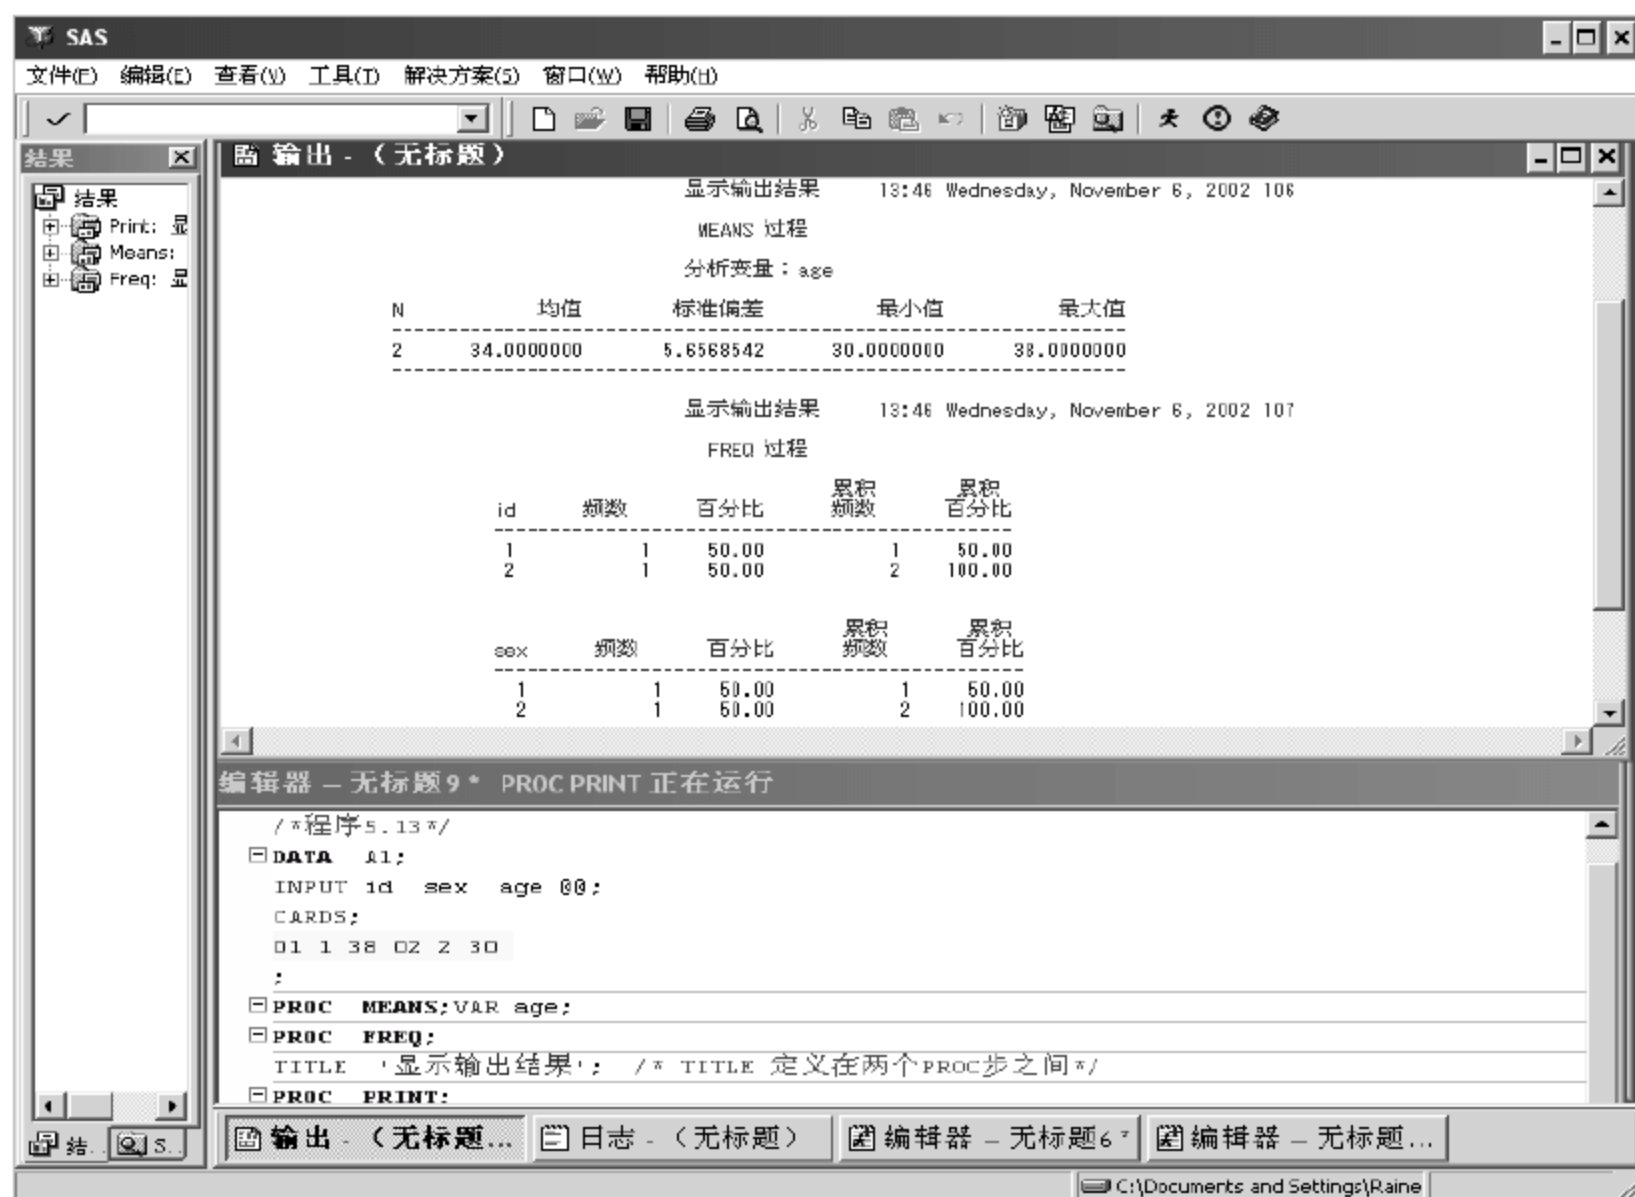 SAS
文件(F) 编辑(E) 查看(V) 工具(T) 解决方案(S) 窗口(W) 帮助(H)
结果
结果
Print: 显
Means:
Freq: 显
输出 - （无标题）
显示输出结果 13:46 Wednesday, November 6, 2002 106
MEANS 过程
分析变量：age
N 均值 标准偏差 最小值 最大值
2 34.0000000 5.6568542 30.0000000 38.0000000
显示输出结果 13:46 Wednesday, November 6, 2002 107
FREQ 过程
累积 累积
id 频数 百分比 频数 百分比
1 1 50.00 1 50.00
2 1 50.00 2 100.00
累积 累积
sex 频数 百分比 频数 百分比
1 1 50.00 1 50.00
2 1 50.00 2 100.00
编辑器 – 无标题9 * PROC PRINT 正在运行
/*程序5.13*/
DATA A1;
INPUT id sex age @@;
CARDS;
01 1 38 02 2 30
;
PROC MEANS;VAR age;
PROC FREQ;
TITLE '显示输出结果'; /* TITLE 定义在两个PROC步之间*/
PROC PRINT;
结.. S..
输出 - （无标题... 日志 - （无标题） 编辑器 – 无标题6 * 编辑器 – 无标题...
C:\Documents and Settings\Raine